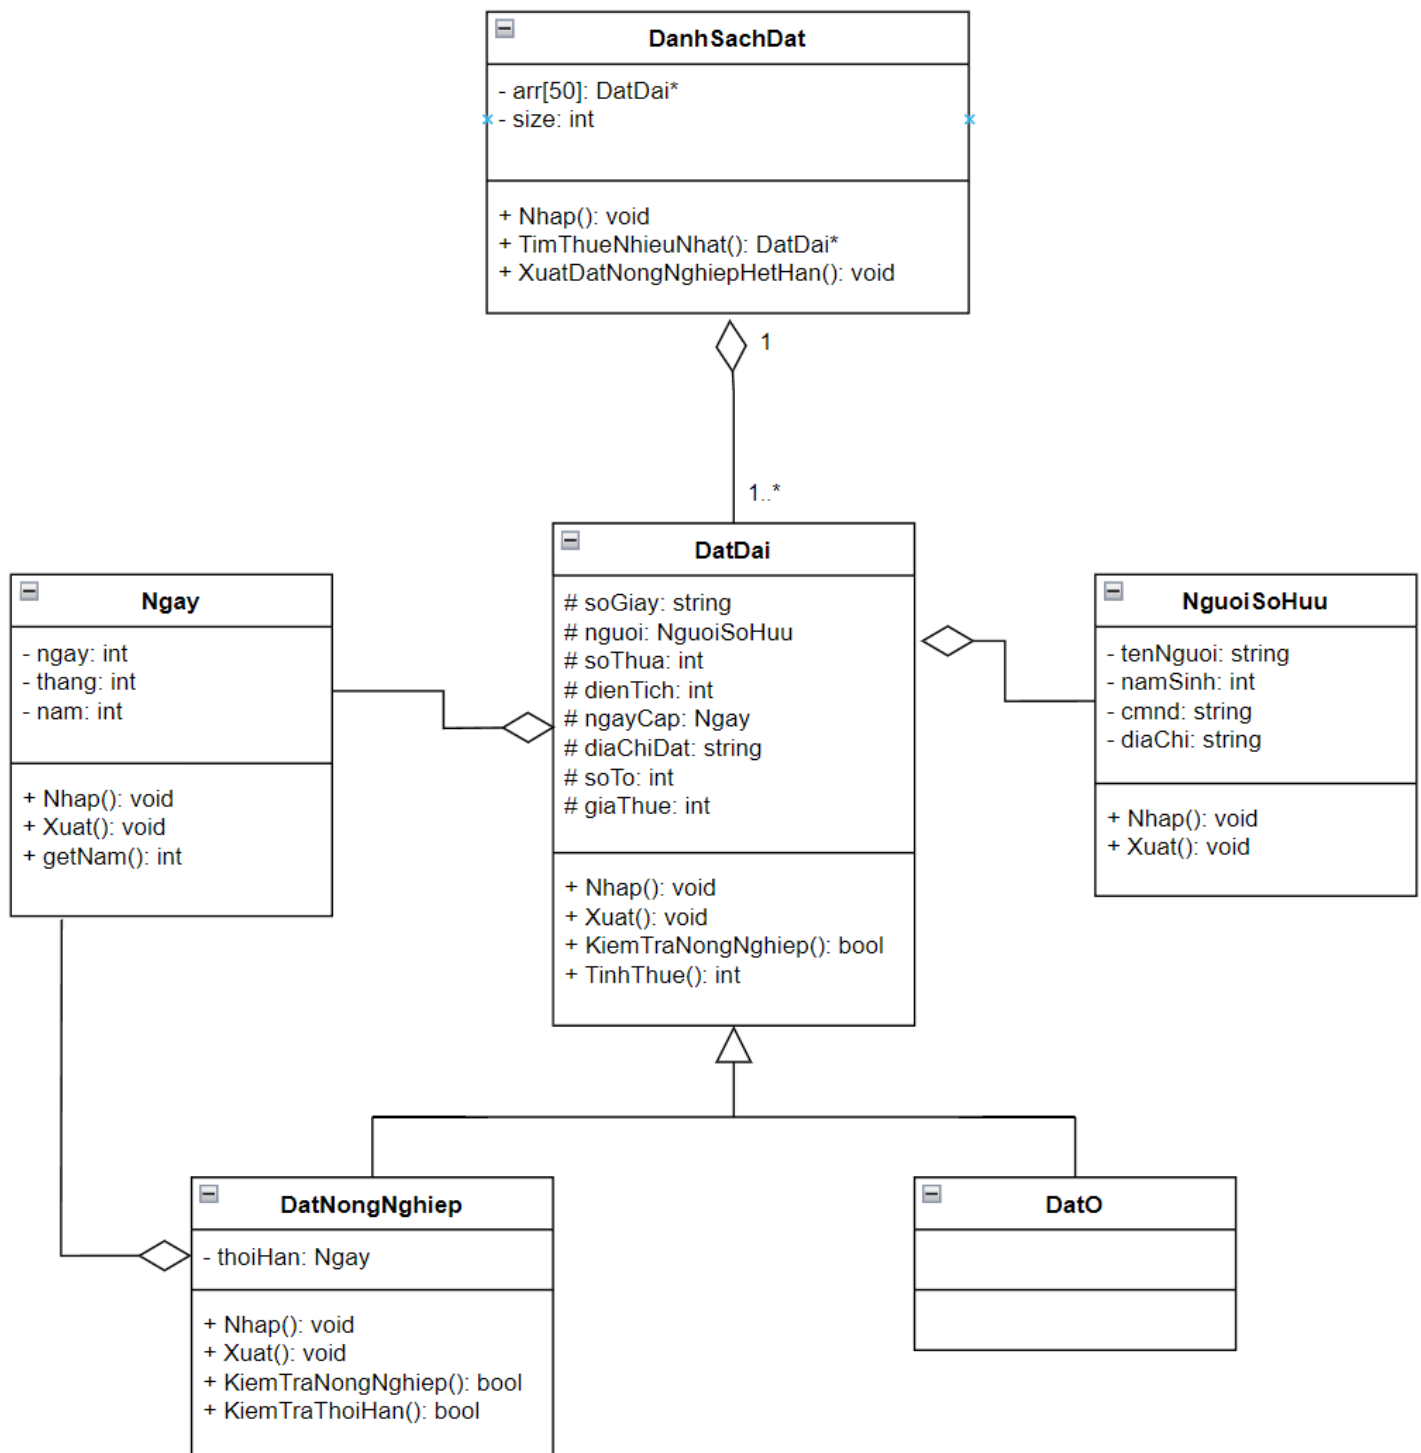 DanhSachDat
- arr[50]: DatDai*
- size: int
+ Nhap(): void
+ TimThueNhieuNhat(): DatDai*
+ XuatDatNongNghiepHetHan(): void
1
1..*
DatDai
# soGiay: string
# nguoi: NguoiSoHuu
# soThua: int
# dienTich: int
# ngayCap: Ngay
# diaChiDat: string
# soTo: int
# giaThue: int
+ Nhap(): void
+ Xuat(): void
+ KiemTraNongNghiep(): bool
+ TinhThue(): int
Ngay
- ngay: int
- thang: int
- nam: int
+ Nhap(): void
+ Xuat(): void
+ getNam(): int
NguoiSoHuu
- tenNguoi: string
- namSinh: int
- cmnd: string
- diaChi: string
+ Nhap(): void
+ Xuat(): void
DatNongNghiep
- thoiHan: Ngay
+ Nhap(): void
+ Xuat(): void
+ KiemTraNongNghiep(): bool
+ KiemTraThoiHan(): bool
DatO